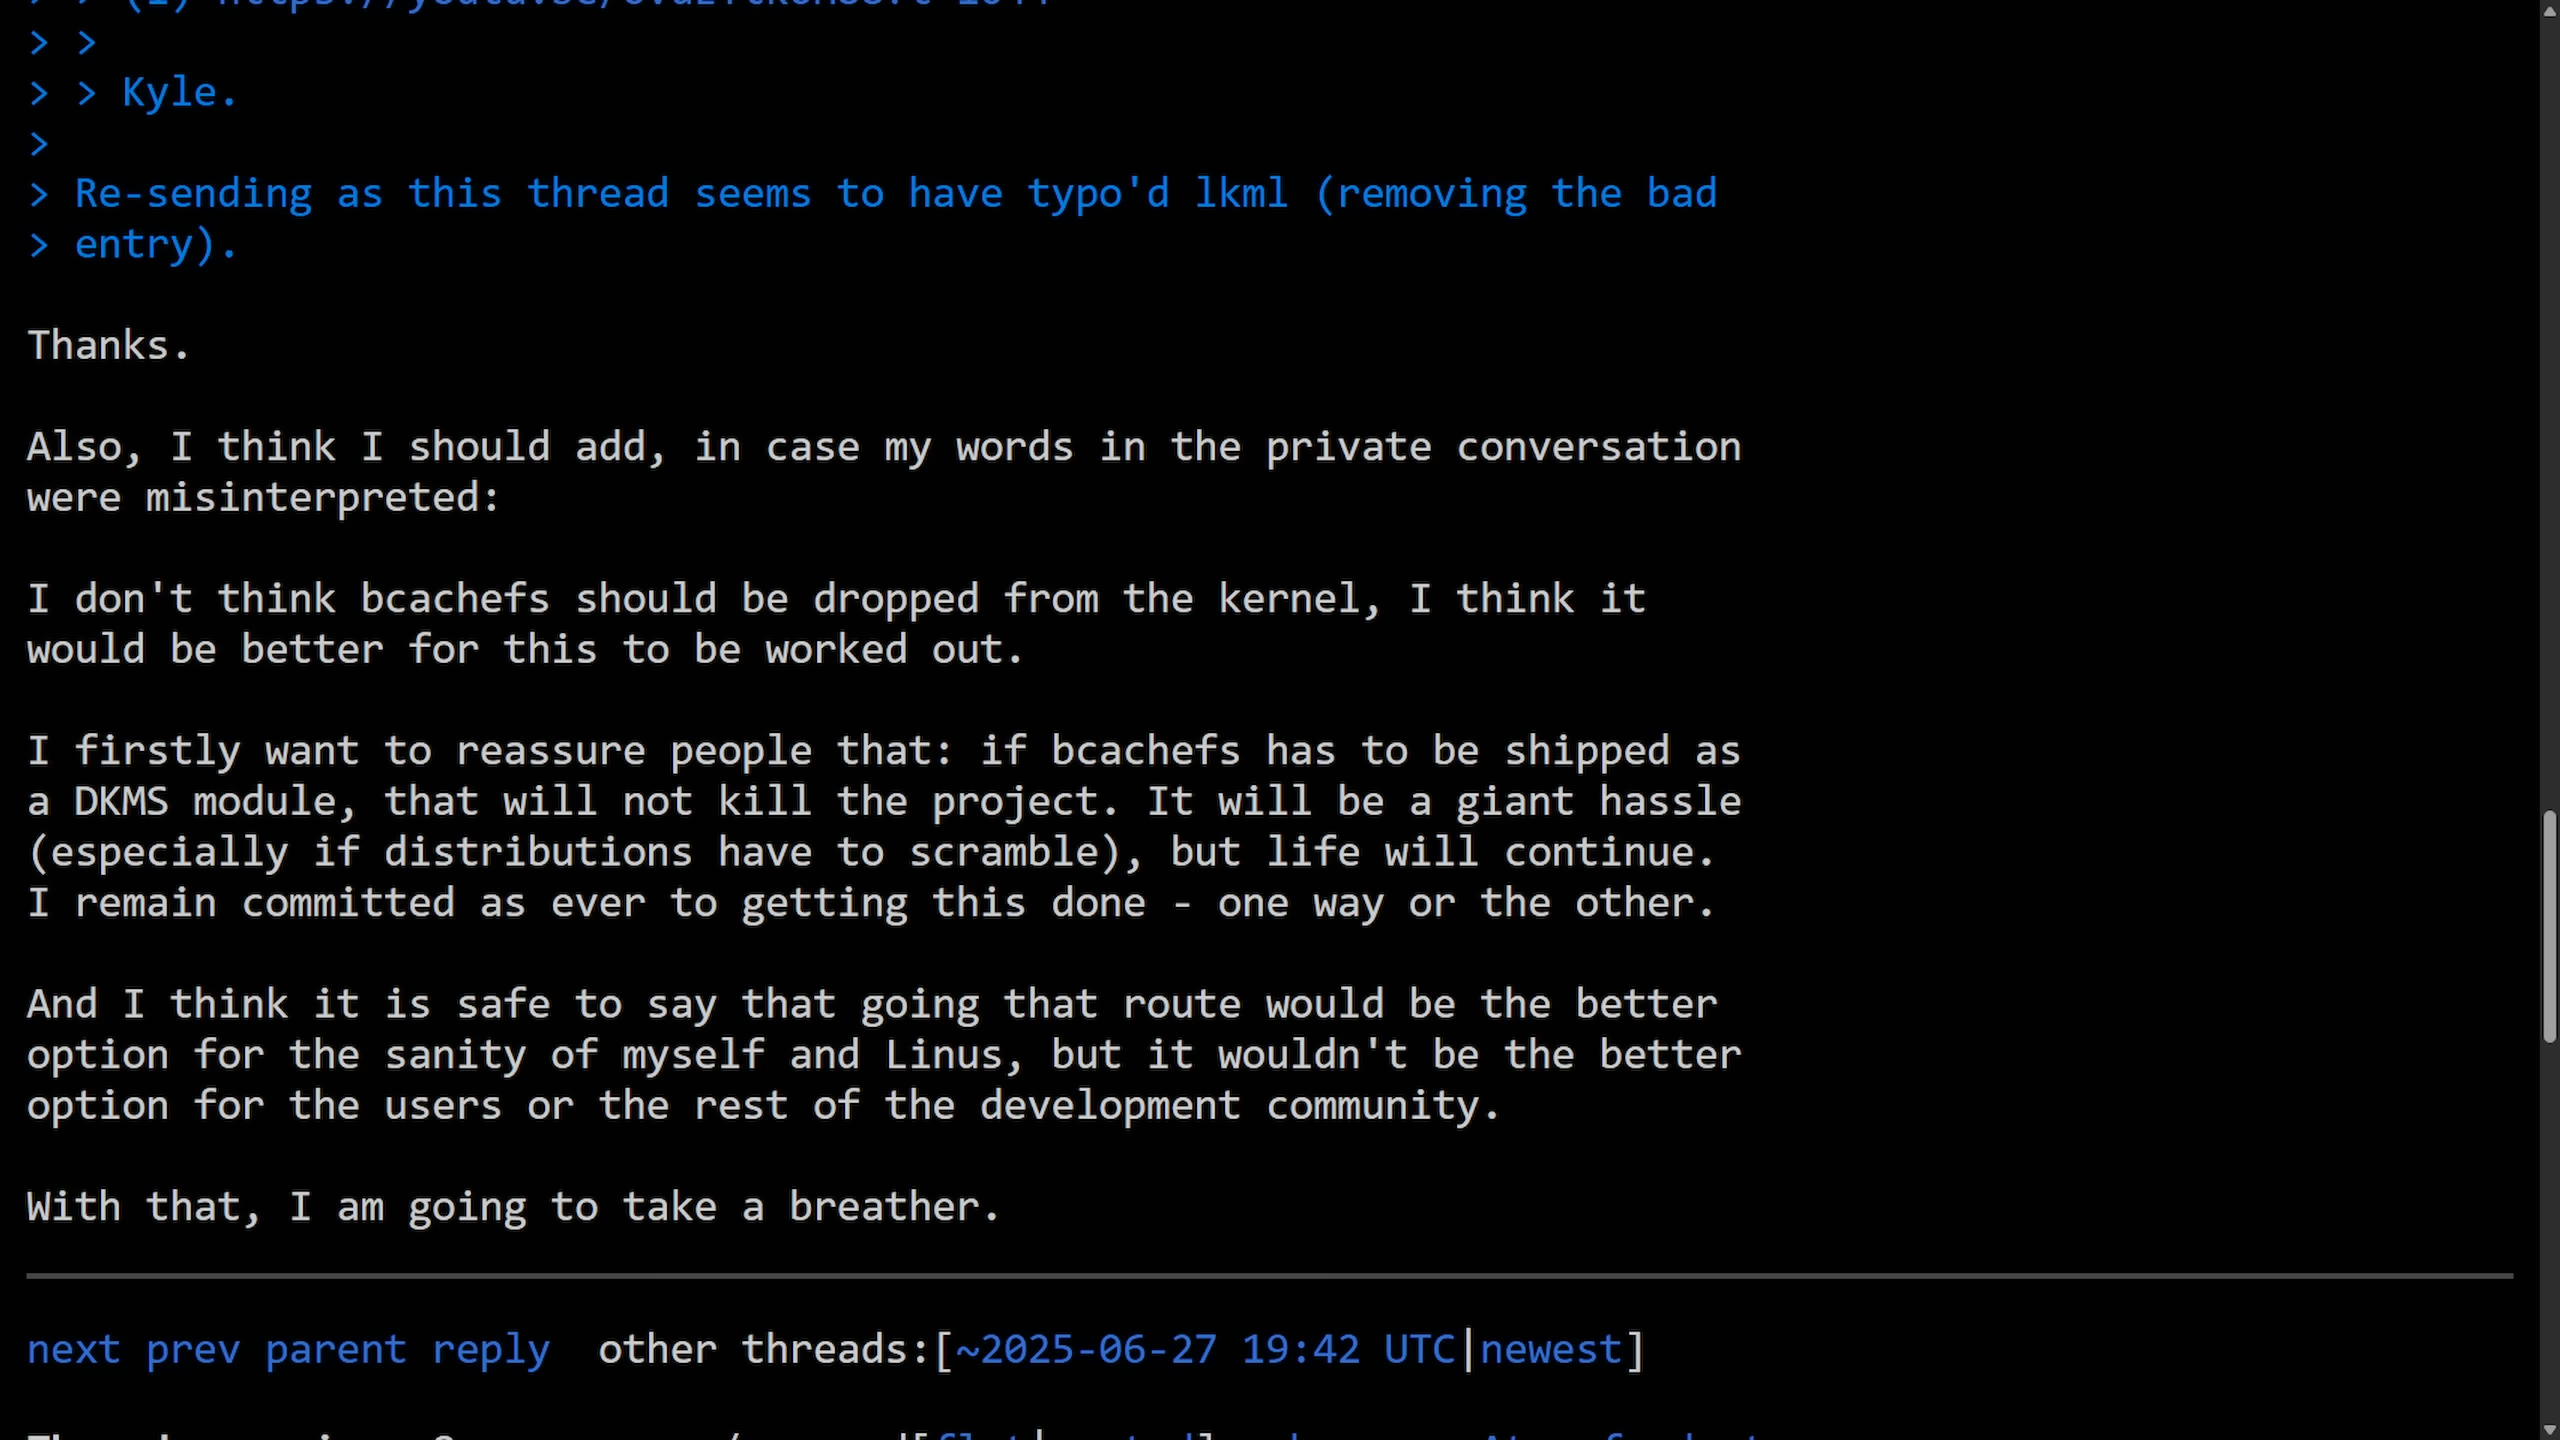 > >
> > Kyle.
>
> Re-sending as this thread seems to have typo'd lkml (removing the bad
> entry).
Thanks.
Also, I think I should add, in case my words in the private conversation
were misinterpreted:
I don't think bcachefs should be dropped from the kernel, I think it
would be better for this to be worked out.
I firstly want to reassure people that: if bcachefs has to be shipped as
a DKMS module, that will not kill the project. It will be a giant hassle
(especially if distributions have to scramble), but life will continue.
I remain committed as ever to getting this done - one way or the other.
And I think it is safe to say that going that route would be the better
option for the sanity of myself and Linus, but it wouldn't be the better
option for the users or the rest of the development community.
With that, I am going to take a breather.
next prev parent reply other threads:[~2025-06-27 19:42 UTC|newest]